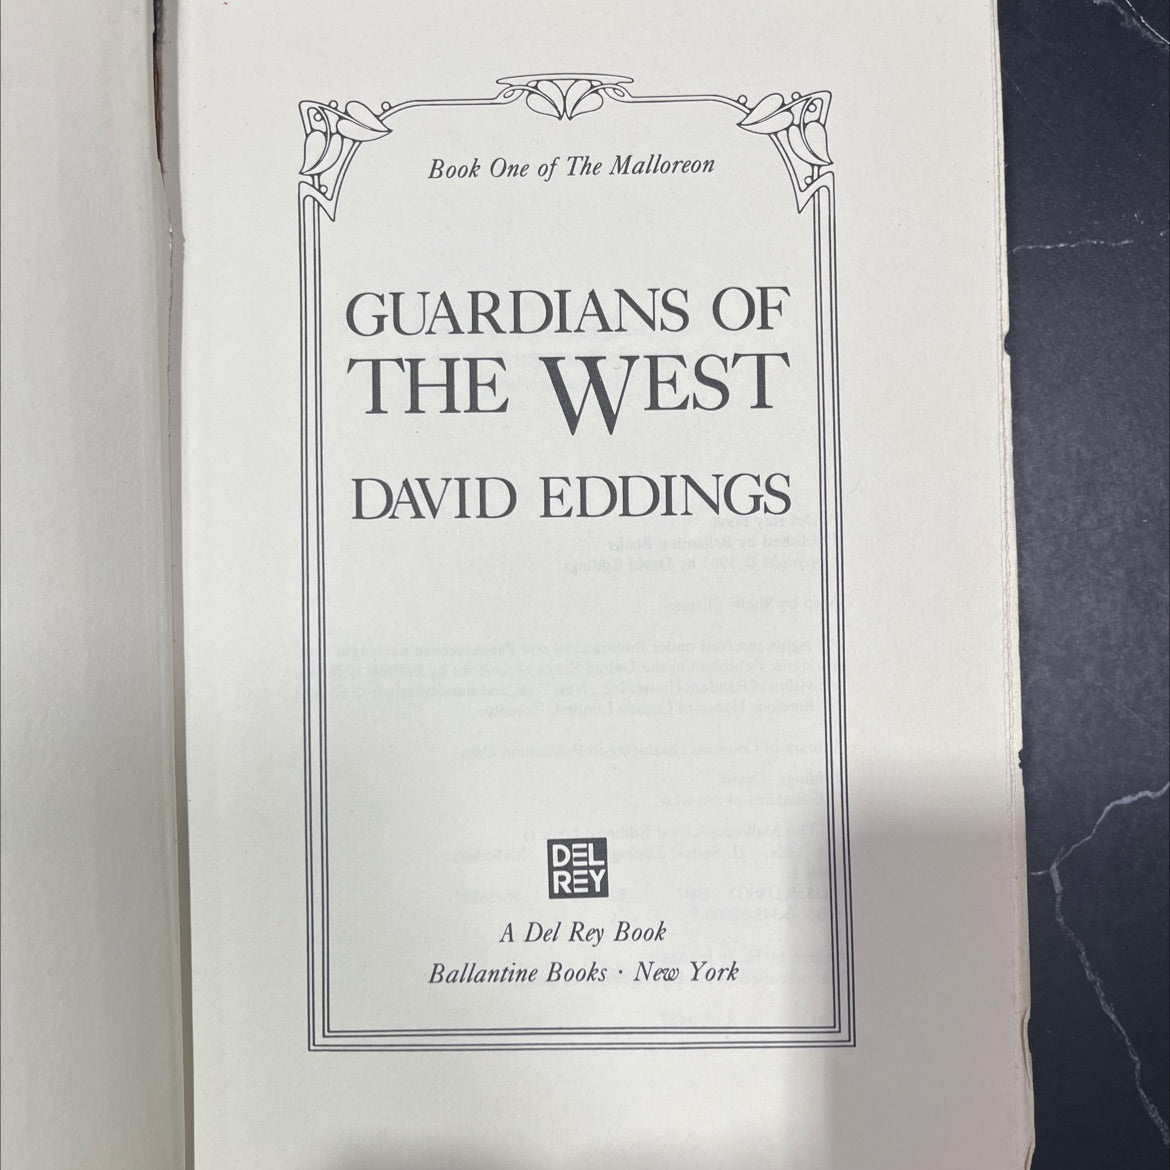 Book One of The Malloreon
GUARDIANS OF
THE WEST
DAVID EDDINGS
DEL
REY
A Del Rey Book
Ballantine Books · New York